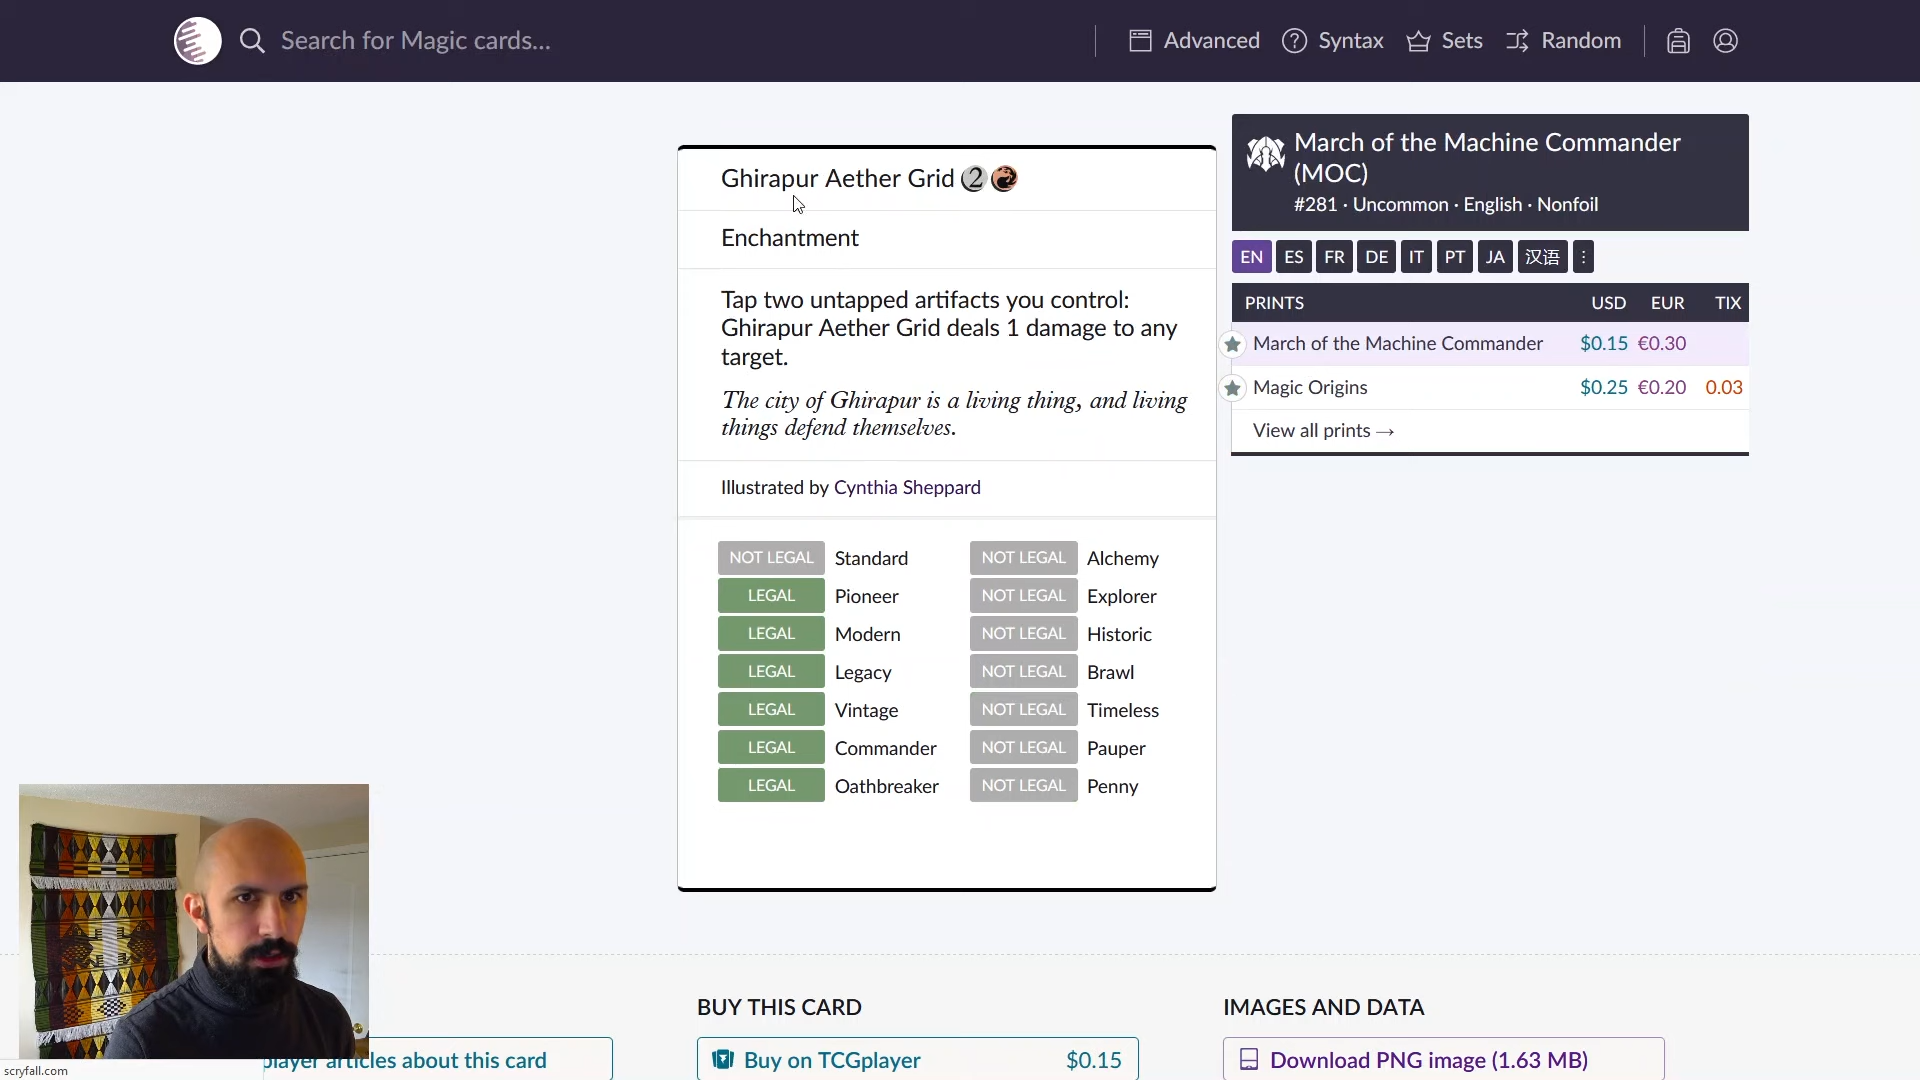 Search for Magic cards...
Advanced
Syntax
Sets
Random
Ghirapur Aether Grid 2
Enchantment
Tap two untapped artifacts you control:
Ghirapur Aether Grid deals 1 damage to any
target.
The city of Ghirapur is a living thing, and living
things defend themselves.
Illustrated by Cynthia Sheppard
NOT LEGAL Standard NOT LEGAL Alchemy
LEGAL Pioneer NOT LEGAL Explorer
LEGAL Modern NOT LEGAL Historic
LEGAL Legacy NOT LEGAL Brawl
LEGAL Vintage NOT LEGAL Timeless
LEGAL Commander NOT LEGAL Pauper
LEGAL Oathbreaker NOT LEGAL Penny
March of the Machine Commander
(MOC)
#281 · Uncommon · English · Nonfoil
EN ES FR DE IT PT JA 汉语
PRINTS USD EUR TIX
March of the Machine Commander $0.15 €0.30
Magic Origins $0.25 €0.20 0.03
View all prints →
player articles about this card
BUY THIS CARD
Buy on TCGplayer $0.15
IMAGES AND DATA
Download PNG image (1.63 MB)
scryfall.com